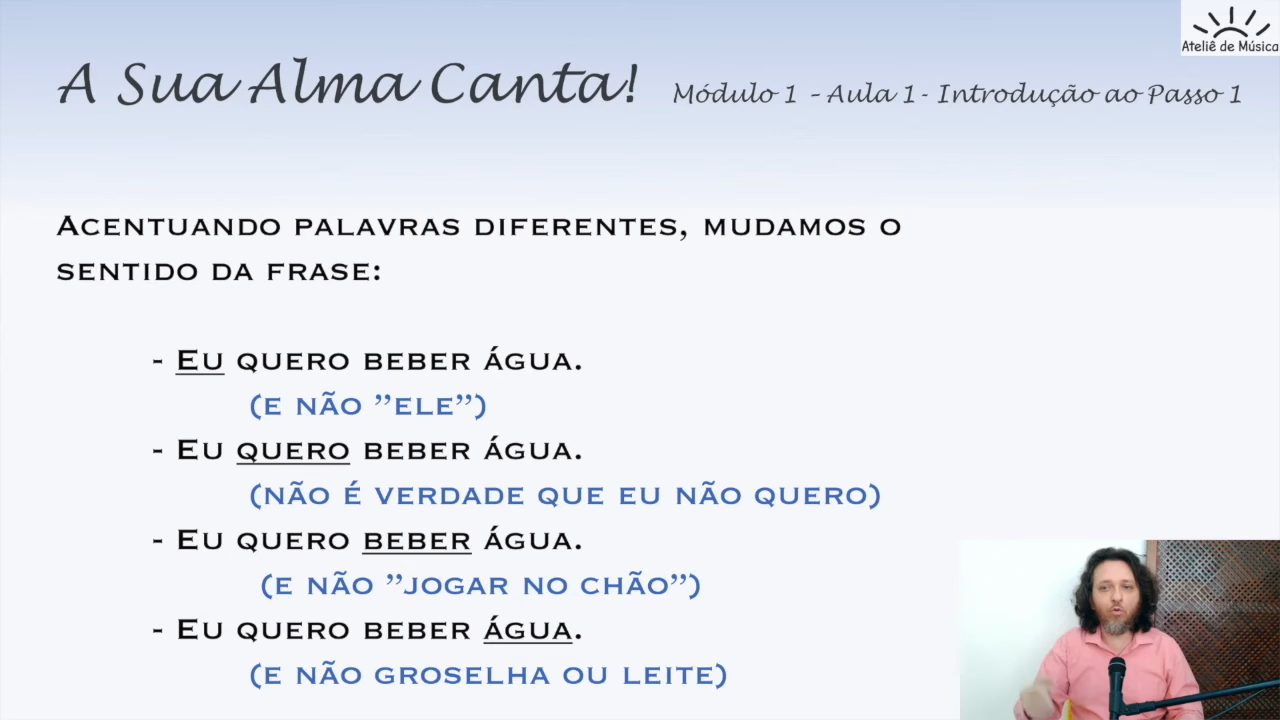 Ateliê de Música
A Sua Alma Canta! Módulo 1 - Aula 1- Introdução ao Passo 1
Acentuando palavras diferentes, mudamos o
sentido da frase:
- Eu quero beber água.
(e não ”ele”)
- Eu quero beber água.
(não é verdade que eu não quero)
- Eu quero beber água.
(e não ”jogar no chão”)
- Eu quero beber água.
(e não groselha ou leite)